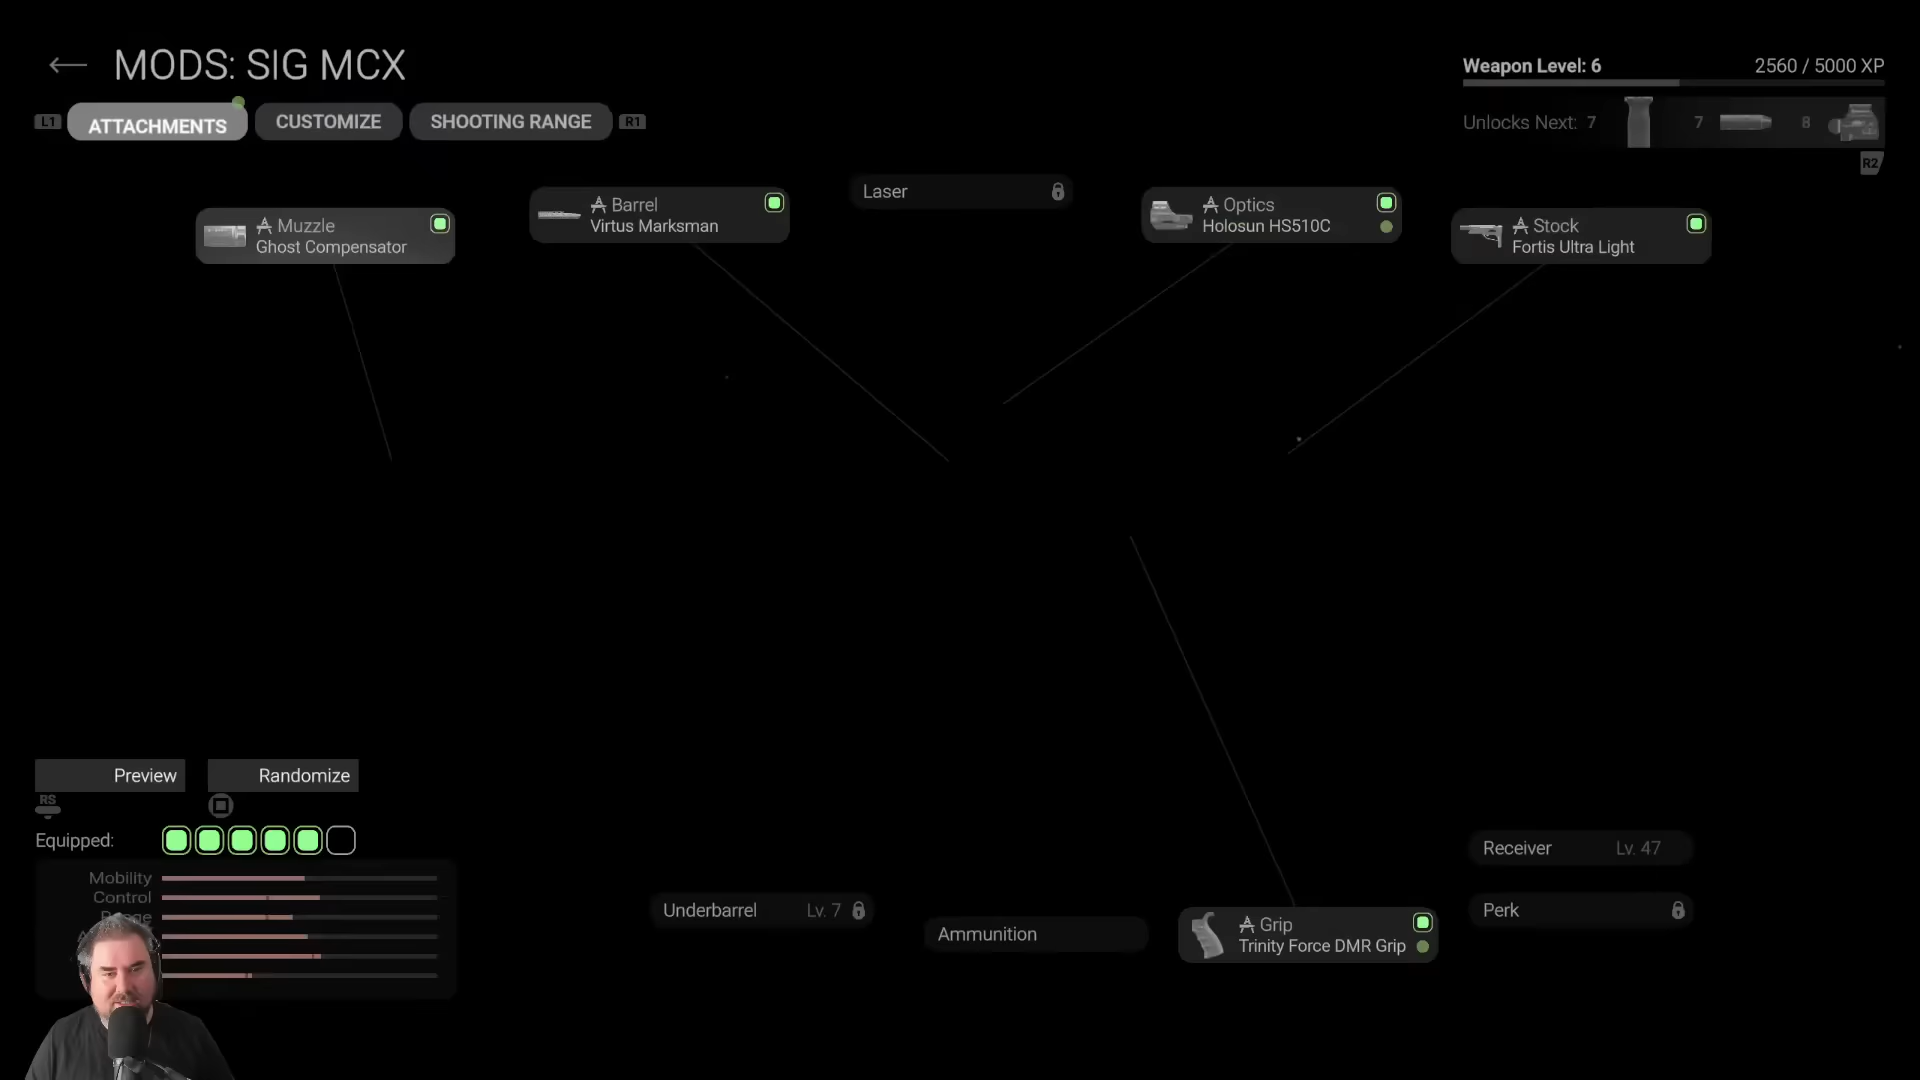 MODS: SIG MCX
Weapon Level: 6
2560 / 5000 XP
L1
ATTACHMENTS
CUSTOMIZE
SHOOTING RANGE
R1
Unlocks Next: 7
7
8
R2
Muzzle
Ghost Compensator
Barrel
Virtus Marksman
Laser
Optics
Holosun HS510C
Stock
Fortis Ultra Light
Preview
Randomize
RS
Equipped:
Mobility
Control
Underbarrel
Lv. 7
Ammunition
Grip
Trinity Force DMR Grip
Receiver
Lv. 47
Perk